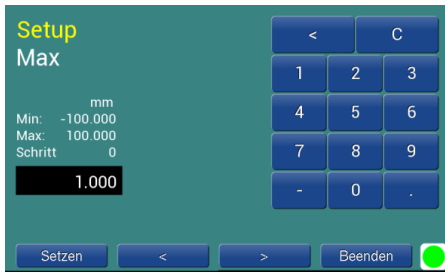 Setup
Max
mm
Min: -100.000
Max: 100.000
Schritt 0
1.000
< C
1 2 3
4 5 6
7 8 9
- 0 .
Setzen < > Beenden